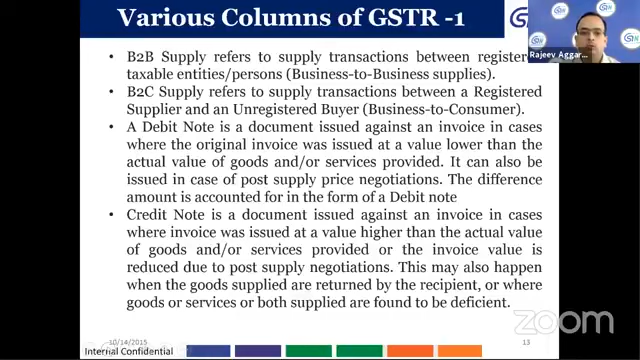 Various Columns of GSTR -1
Rajeev Aggar...
• B2B Supply refers to supply transactions between register
taxable entities/persons (Business-to-Business supplies).
• B2C Supply refers to supply transactions between a Registered
Supplier and an Unregistered Buyer (Business-to-Consumer).
• A Debit Note is a document issued against an invoice in cases
where the original invoice was issued at a value lower than the
actual value of goods and/or services provided. It can also be
issued in case of post supply price negotiations. The difference
amount is accounted for in the form of a Debit note
• Credit Note is a document issued against an invoice in cases
where invoice was issued at a value higher than the actual
value of goods and/or services provided or the invoice value is
reduced due to post supply negotiations. This may also happen
when the goods supplied are returned by the recipient, or where
goods or services or both supplied are found to be deficient.
zoom
10/14/2015
13
Internal Confidential